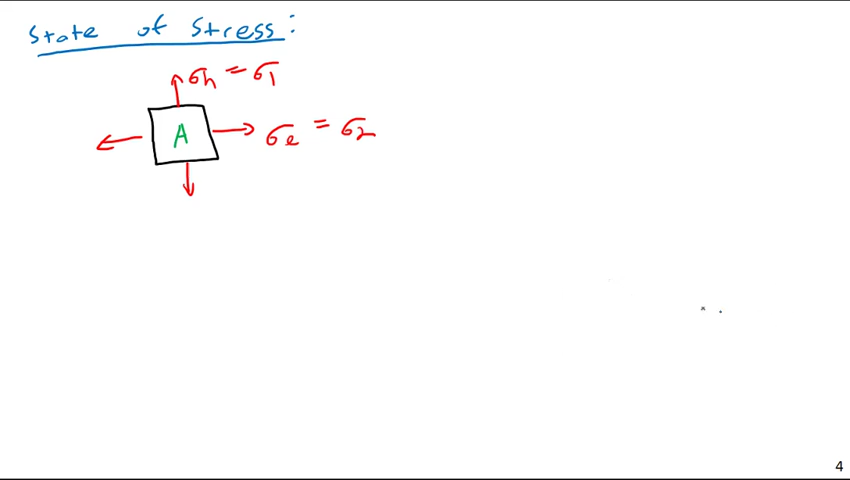 State of Stress:
σh = σ1
A
σe = σ2
4